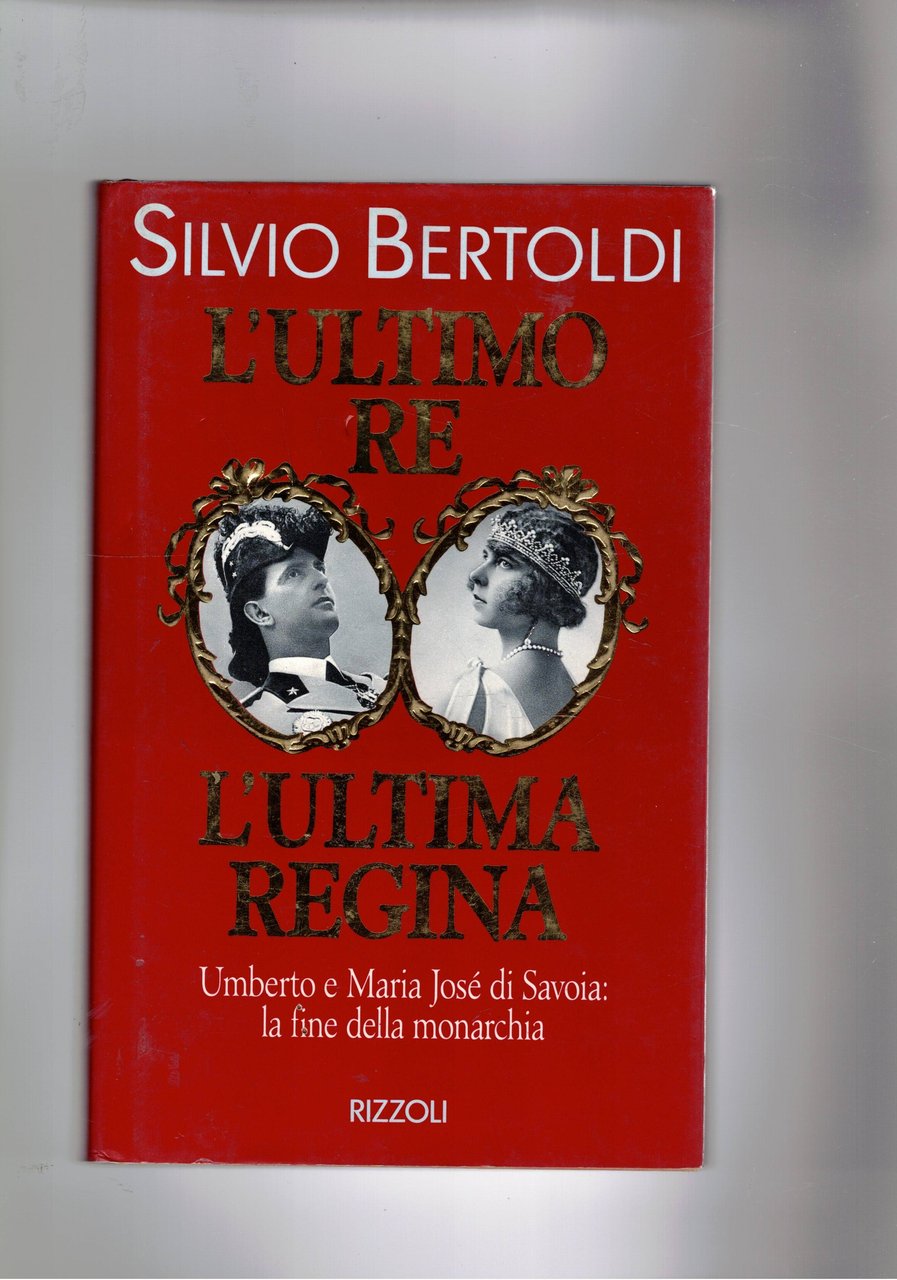 SILVIO BERTOLDI
L'ULTIMO
RE
L'ULTIMA
REGINA
Umberto e Maria José di Savoia:
la fine della monarchia
RIZZOLI